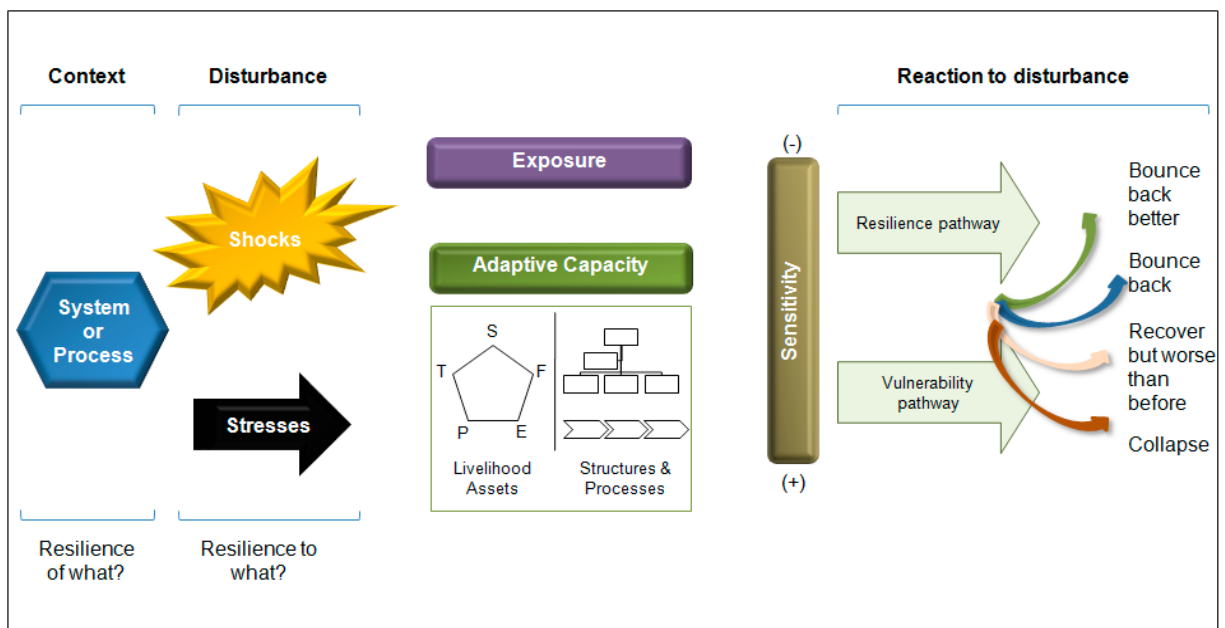 Context
Disturbance
Reaction to disturbance
Exposure
(-)
Bounce
back
better
Shocks
Resilience pathway
Adaptive Capacity
Bounce
back
System
or
Process
Sensitivity
S
T
F
P
E
Recover
but worse
than
before
Vulnerability
pathway
Stresses
Collapse
Livelihood
Assets
Structures &
Processes
(+)
Resilience
of what?
Resilience to
what?